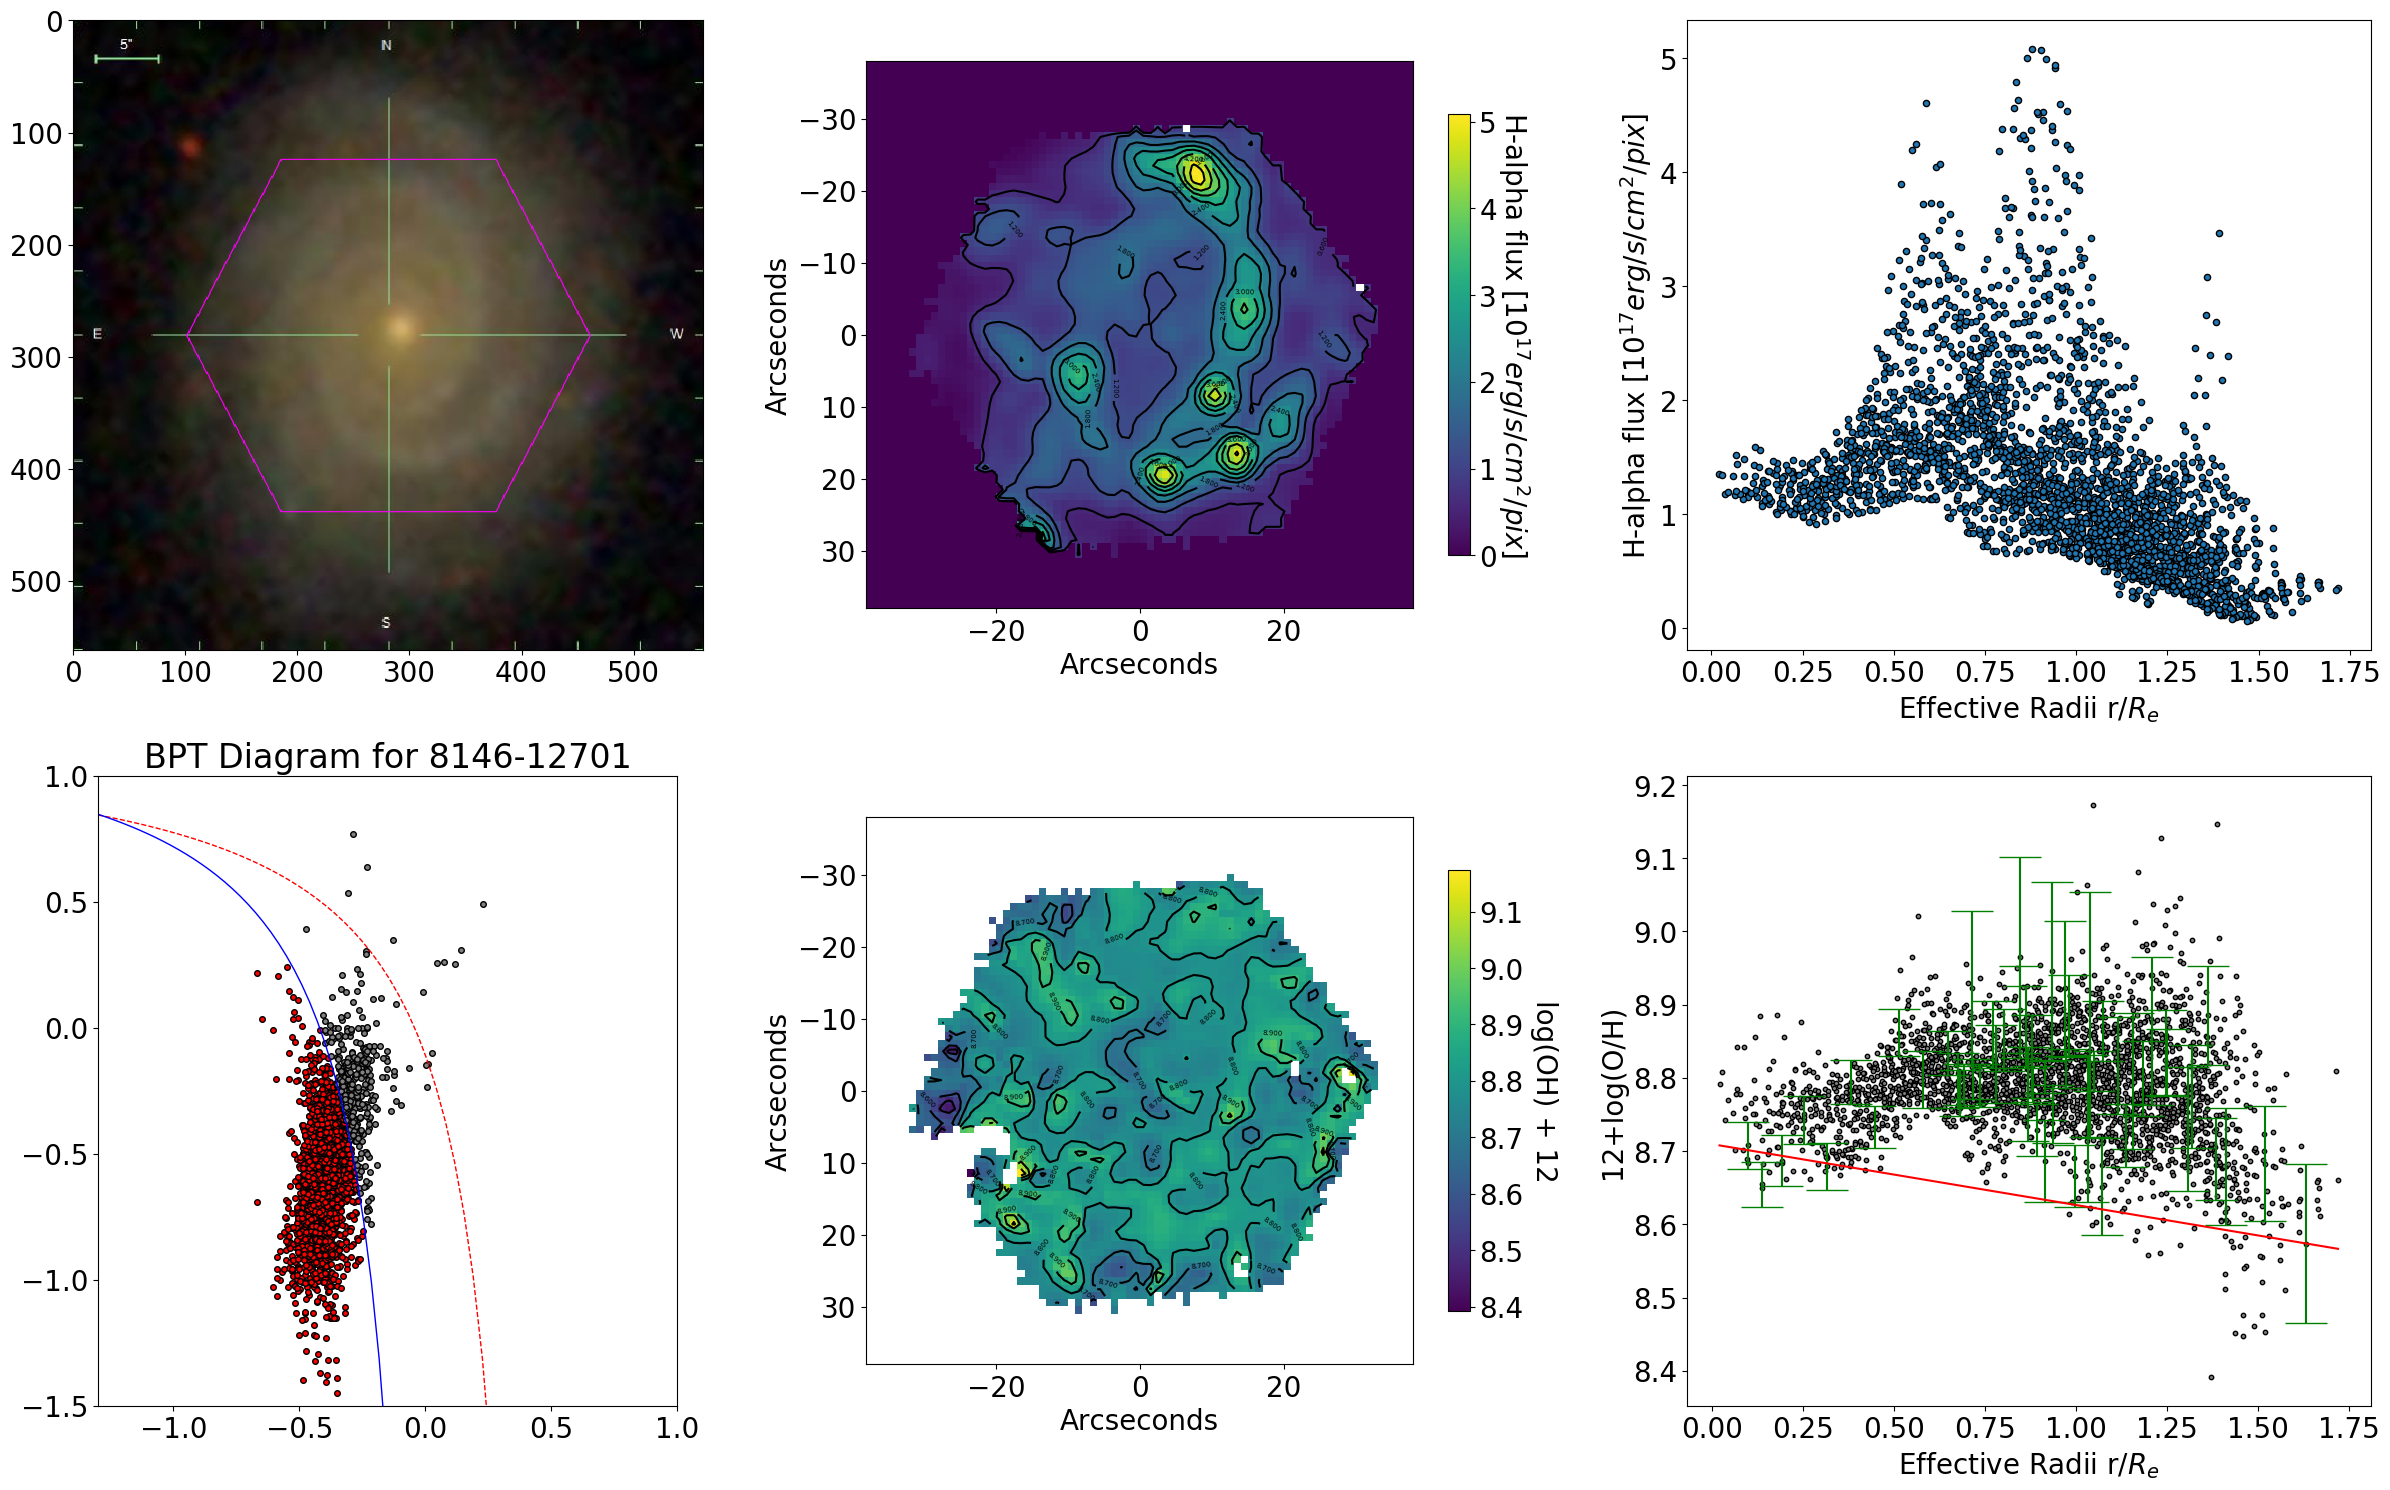 0
100
200
300
400
500
5"
N
E
W
S
0 100 200 300 400 500
−30
−20
−10
0
10
20
30
Arcseconds
−20 0 20
Arcseconds
5
4
3
2
1
0
H-alpha flux [10^17 erg/s/cm^2/pix]
H-alpha flux [10^17 erg/s/cm^2/pix]
5
4
3
2
1
0
0.00 0.25 0.50 0.75 1.00 1.25 1.50 1.75
Effective Radii r/R_e
BPT Diagram for 8146-12701
1.0
0.5
0.0
−0.5
−1.0
−1.5
−1.0 −0.5 0.0 0.5 1.0
−30
−20
−10
0
10
20
30
Arcseconds
−20 0 20
Arcseconds
9.1
9.0
8.9
8.8
8.7
8.6
8.5
8.4
log(OH) + 12
12+log(O/H)
9.2
9.1
9.0
8.9
8.8
8.7
8.6
8.5
8.4
0.00 0.25 0.50 0.75 1.00 1.25 1.50 1.75
Effective Radii r/R_e